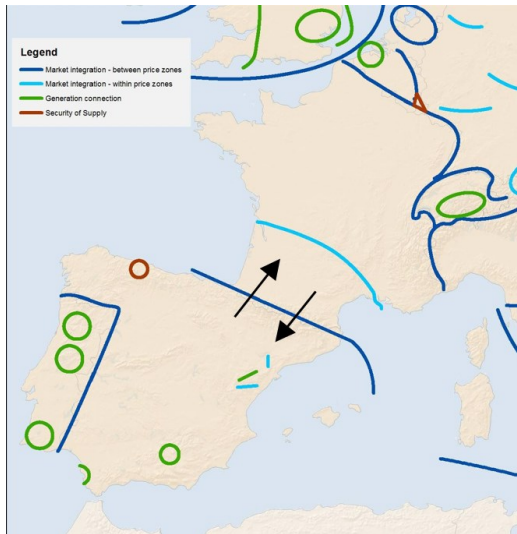 Legend
Market integration - between price zones
Market integration - within price zones
Generation connection
Security of Supply